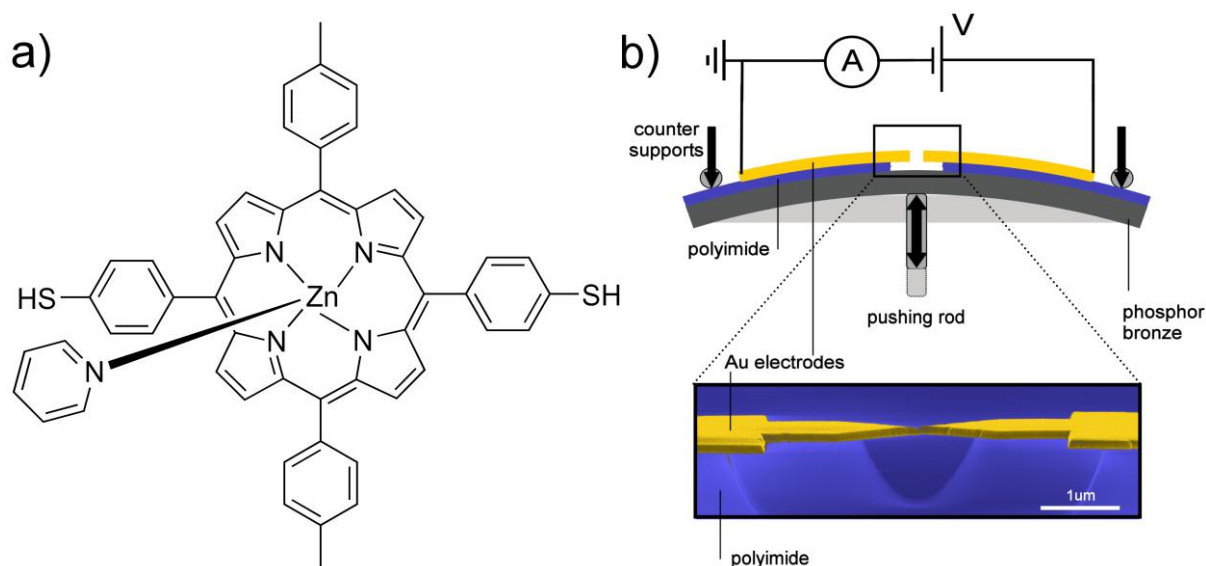 a)
N
N
HS
Zn
SH
N
N
N
b)
V
A
counter
supports
polyimide
pushing rod
phosphor
bronze
Au electrodes
1um
polyimide